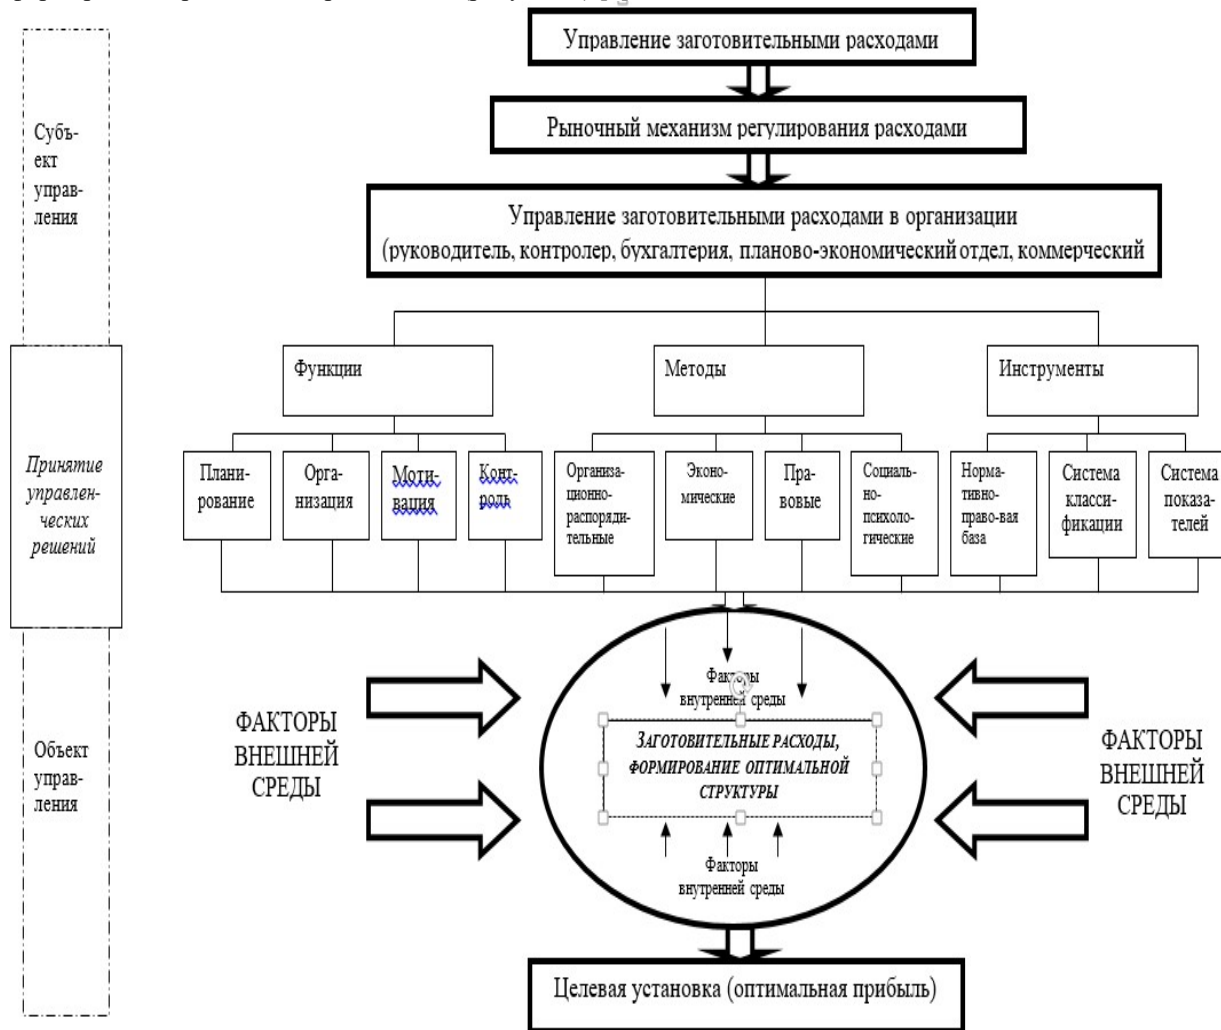 Управление заготовительными расходами
Рыночный механизм регулирования расходами
Управление заготовительными расходами в организации
(руководитель, контролер, бухгалтерия, планово-экономический отдел, коммерческий
Субъ-
ект
управ-
ления
Функции
Методы
Инструменты
Принятие
управлен-
ческих
решений
Плани-
рование
Орга-
низация
Моти-
вация
Конт-
роль
Организа-
ционно-
распоряди-
тельные
Эконо-
мические
Пра-
вовые
Социаль-
но-
психоло-
гические
Норма-
тивно-
право-вая
база
Система
класси-
фикации
Система
показа-
телей
Объект
управ-
ления
ФАКТОРЫ
ВНЕШНЕЙ
СРЕДЫ
Факторы
внутренней среды
ЗАГОТОВИТЕЛЬНЫЕ РАСХОДЫ,
ФОРМИРОВАНИЕ ОПТИМАЛЬНОЙ
СТРУКТУРЫ
Факторы
внутренней среды
ФАКТОРЫ
ВНЕШНЕЙ
СРЕДЫ
Целевая установка (оптимальная прибыль)